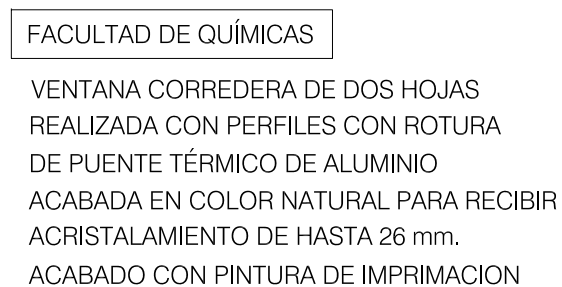 FACULTAD DE QUÍMICAS
VENTANA CORREDERA DE DOS HOJAS
REALIZADA CON PERFILES CON ROTURA
DE PUENTE TÉRMICO DE ALUMINIO
ACABADA EN COLOR NATURAL PARA RECIBIR
ACRISTALAMIENTO DE HASTA 26 mm.
ACABADO CON PINTURA DE IMPRIMACION